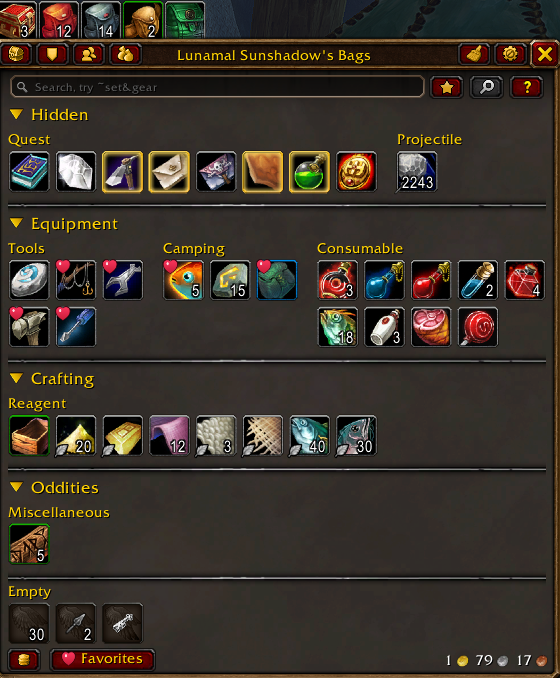 3 12 14 2
Lunamal Sunshadow's Bags
Search, try ~set&gear
?
Hidden
Quest Projectile
2243
Equipment
Tools Camping Consumable
5 15 3 2 4
18 3
Crafting
Reagent
20 12 3 40 30
Oddities
Miscellaneous
5
Empty
30 2
Favorites 1 79 17